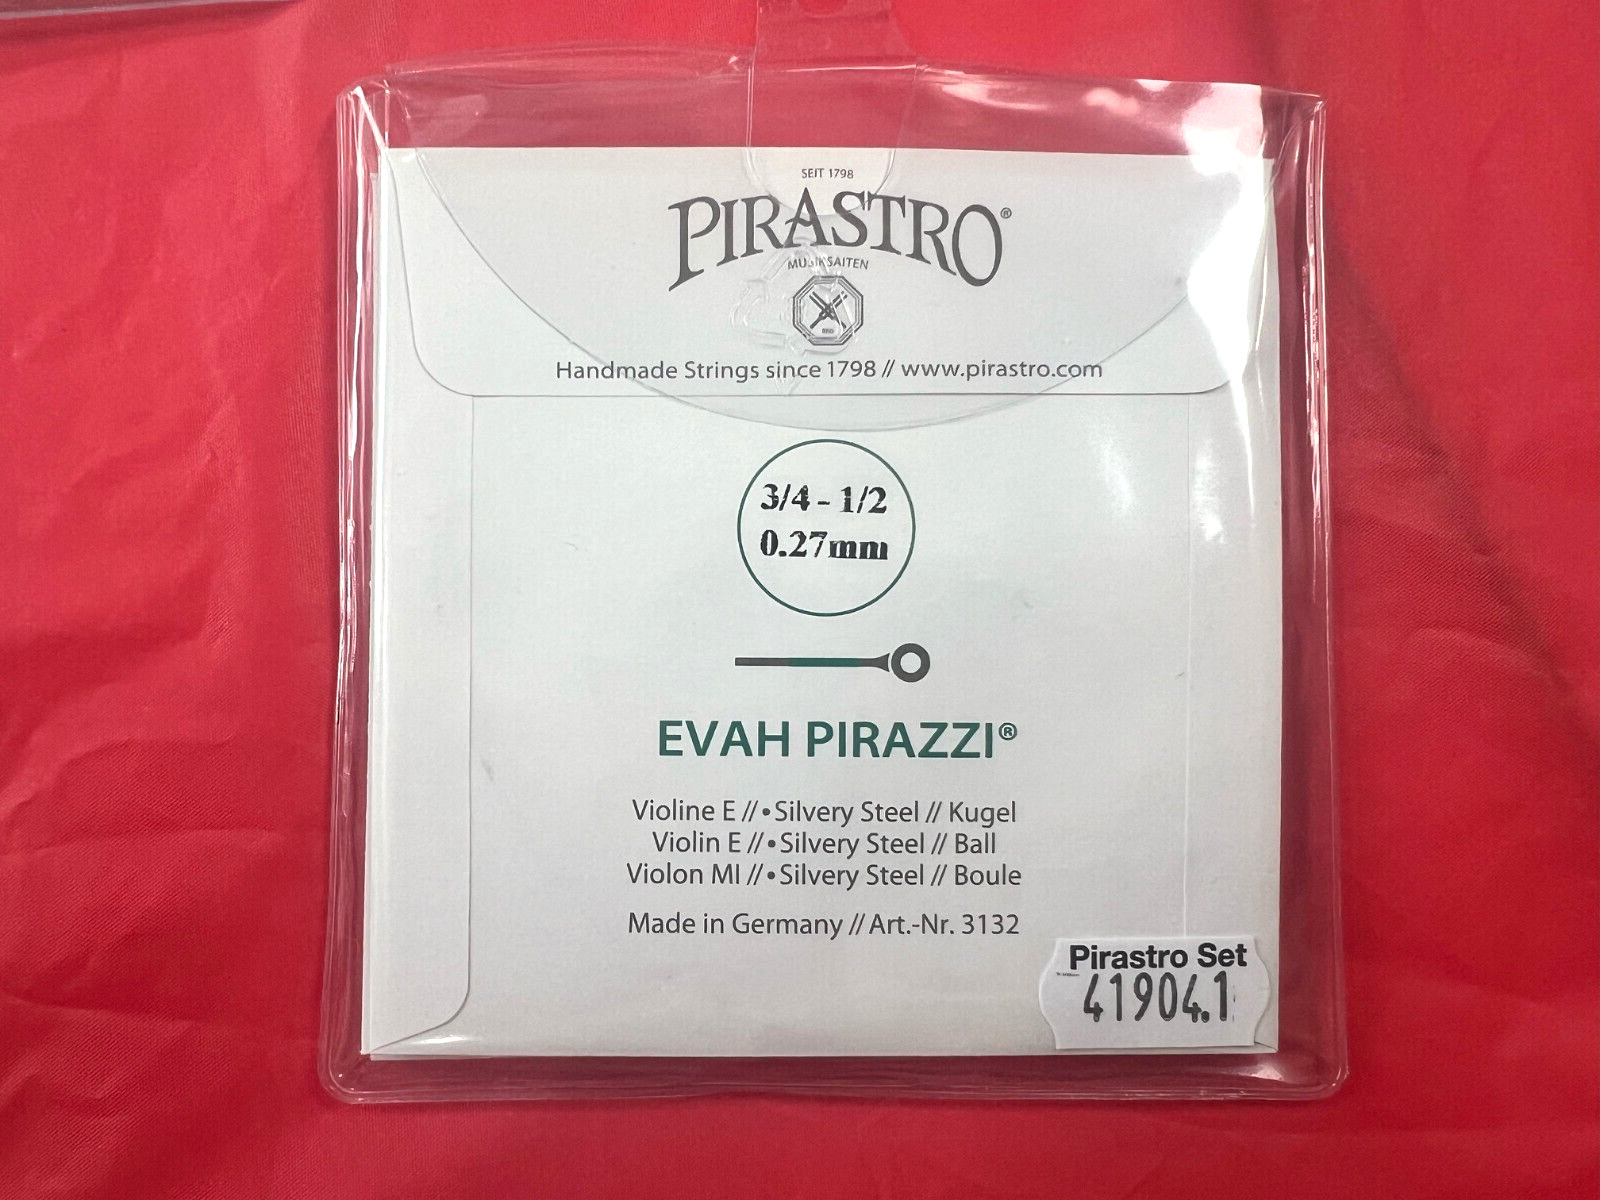 SEIT 1798
PIRASTRO®
MUSIKSAITEN
Handmade Strings since 1798 // www.pirastro.com
3/4 - 1/2
0.27mm
EVAH PIRAZZI®
Violine E //•Silvery Steel // Kugel
Violin E //•Silvery Steel // Ball
Violon MI //•Silvery Steel // Boule
Made in Germany // Art.-Nr. 3132
Pirastro Set
41904.1